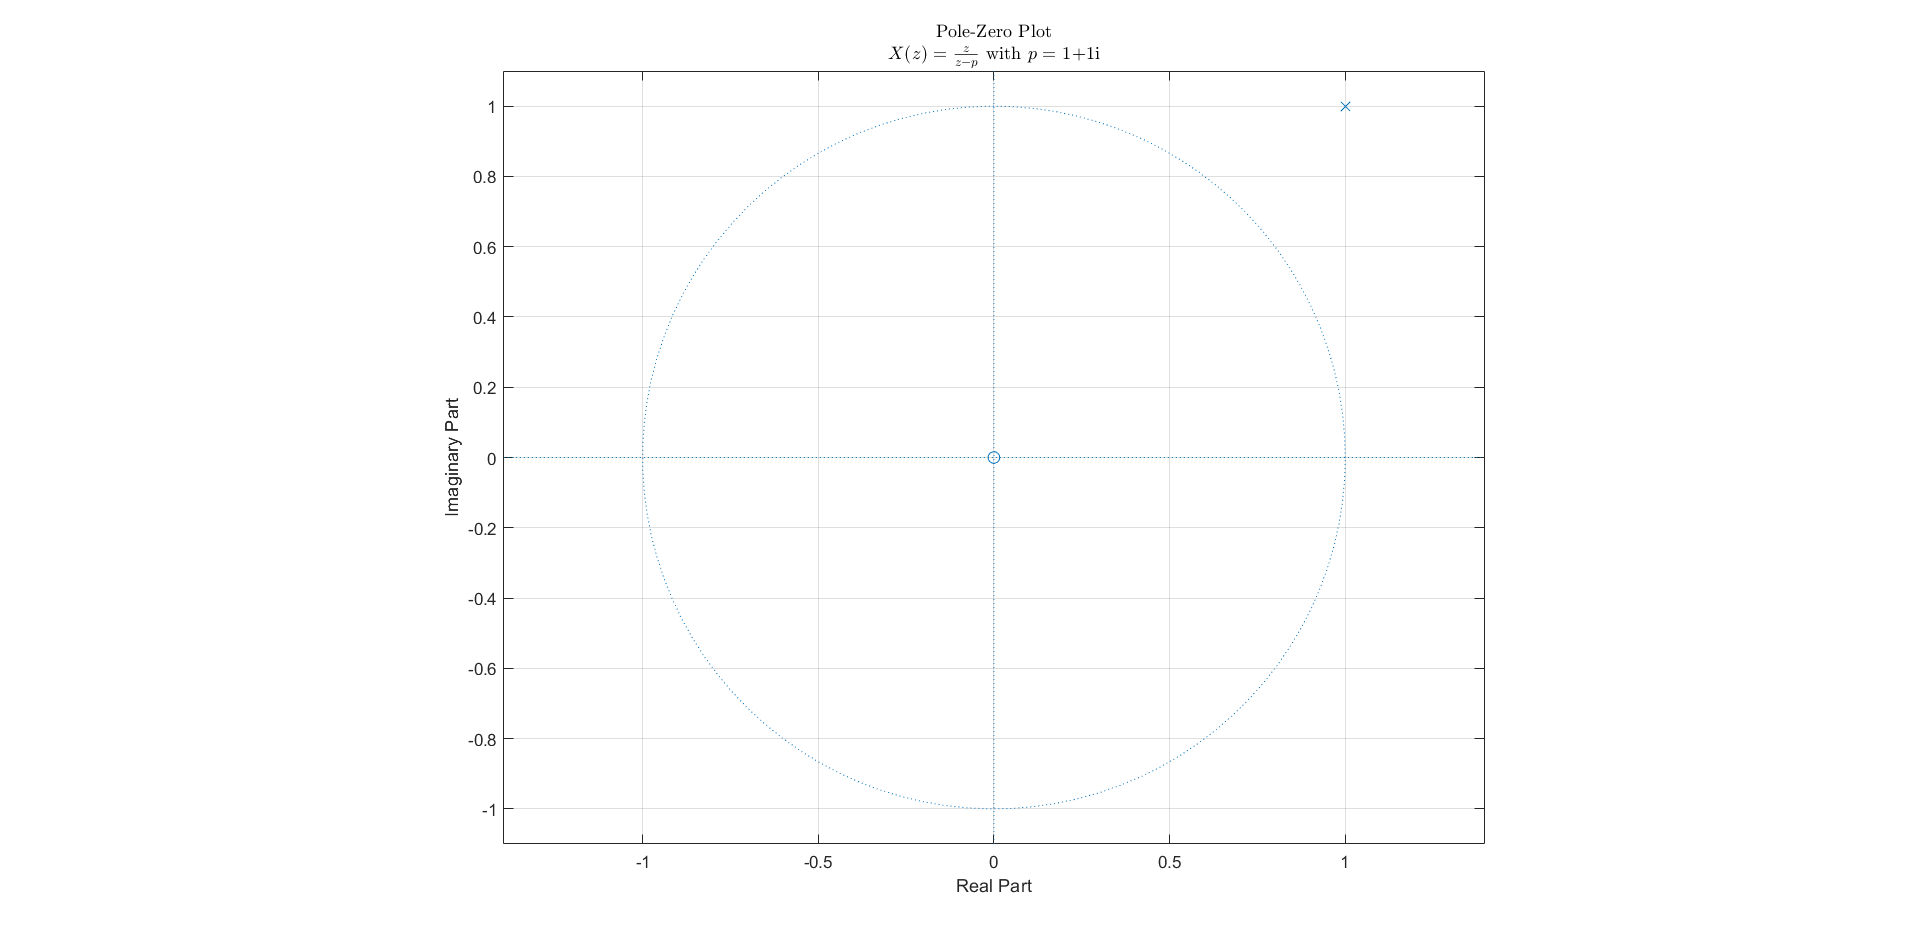 Pole-Zero Plot
X(z) = z/(z−p) with p = 1+1i
1
0.8
0.6
0.4
0.2
0
-0.2
-0.4
-0.6
-0.8
-1
Imaginary Part
-1 -0.5 0 0.5 1
Real Part